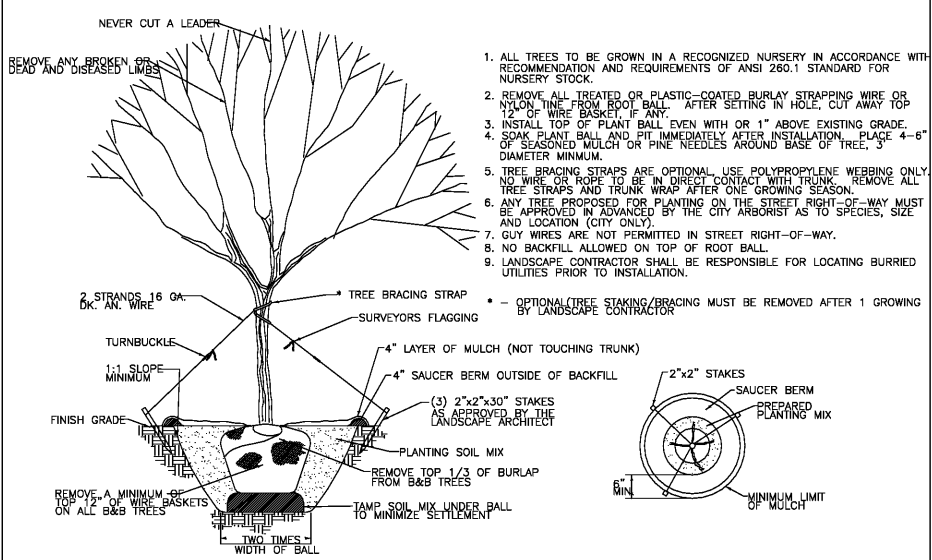 NEVER CUT A LEADER
REMOVE ANY BROKEN OR
DEAD AND DISEASED LIMBS
1. ALL TREES TO BE GROWN IN A RECOGNIZED NURSERY IN ACCORDANCE WITH
RECOMMENDATION AND REQUIREMENTS OF ANSI 260.1 STANDARD FOR
NURSERY STOCK.
2. REMOVE ALL TREATED OR PLASTIC-COATED BURLAY STRAPPING WIRE OR
NYLON TINE FROM ROOT BALL. AFTER SETTING IN HOLE, CUT AWAY TOP
12" OF WIRE BASKET, IF ANY.
3. INSTALL TOP OF PLANT BALL EVEN WITH OR 1" ABOVE EXISTING GRADE.
4. SOAK PLANT BALL AND PIT IMMEDIATELY AFTER INSTALLATION. PLACE 4-6"
OF SEASONED MULCH OR PINE NEEDLES AROUND BASE OF TREE, 3'
DIAMETER MINMUM.
5. TREE BRACING STRAPS ARE OPTIONAL, USE POLYPROPYLENE WEBBING ONLY.
NO WIRE OR ROPE TO BE IN DIRECT CONTACT WITH TRUNK. REMOVE ALL
TREE STRAPS AND TRUNK WRAP AFTER ONE GROWING SEASON.
6. ANY TREE PROPOSED FOR PLANTING ON THE STREET RIGHT-OF-WAY MUST
BE APPROVED IN ADVANCED BY THE CITY ARBORIST AS TO SPECIES, SIZE
AND LOCATION (CITY ONLY).
7. GUY WIRES ARE NOT PERMITTED IN STREET RIGHT-OF-WAY.
8. NO BACKFILL ALLOWED ON TOP OF ROOT BALL.
9. LANDSCAPE CONTRACTOR SHALL BE RESPONSIBLE FOR LOCATING BURRIED
UTILITIES PRIOR TO INSTALLATION.
* - OPTIONAL(TREE STAKING/BRACING MUST BE REMOVED AFTER 1 GROWING
BY LANDSCAPE CONTRACTOR
2 STRANDS 16 GA.
DK. AN. WIRE
* TREE BRACING STRAP
SURVEYORS FLAGGING
TURNBUCKLE
4" LAYER OF MULCH (NOT TOUCHING TRUNK)
1:1 SLOPE
MINIMUM
4" SAUCER BERM OUTSIDE OF BACKFILL
(3) 2"x2"x30" STAKES
AS APPROVED BY THE
LANDSCAPE ARCHITECT
FINISH GRADE
PLANTING SOIL MIX
REMOVE TOP 1/3 OF BURLAP
FROM B&B TREES
REMOVE A MINIMUM OF
TOP 12" OF WIRE BASKETS
ON ALL B&B TREES
TAMP SOIL MIX UNDER BALL
TO MINIMIZE SETTLEMENT
TWO TIMES
WIDTH OF BALL
2"x2" STAKES
SAUCER BERM
PREPARED
PLANTING MIX
6"
MIN.
MINIMUM LIMIT
OF MULCH